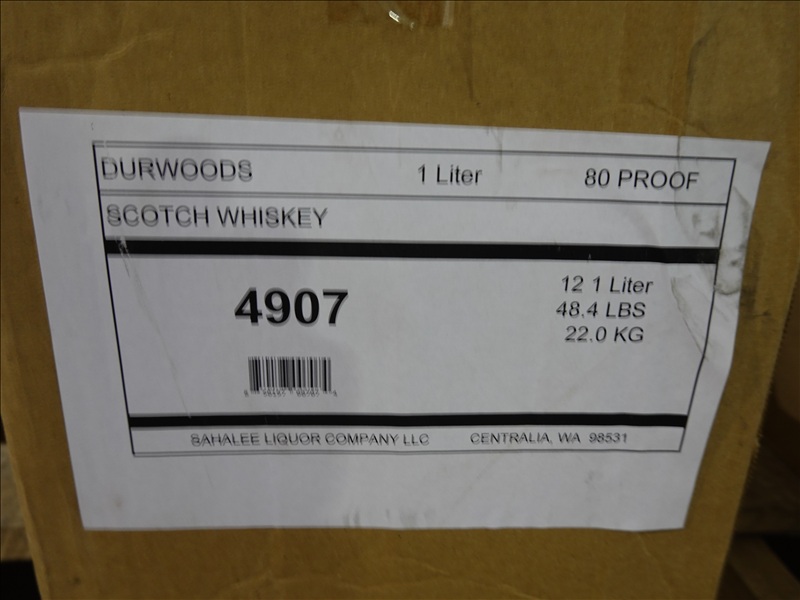 DURWOODS 1 Liter 80 PROOF
SCOTCH WHISKEY
4907
12 1 Liter
48.4 LBS
22.0 KG
SAHALEE LIQUOR COMPANY LLC CENTRALIA, WA 98531